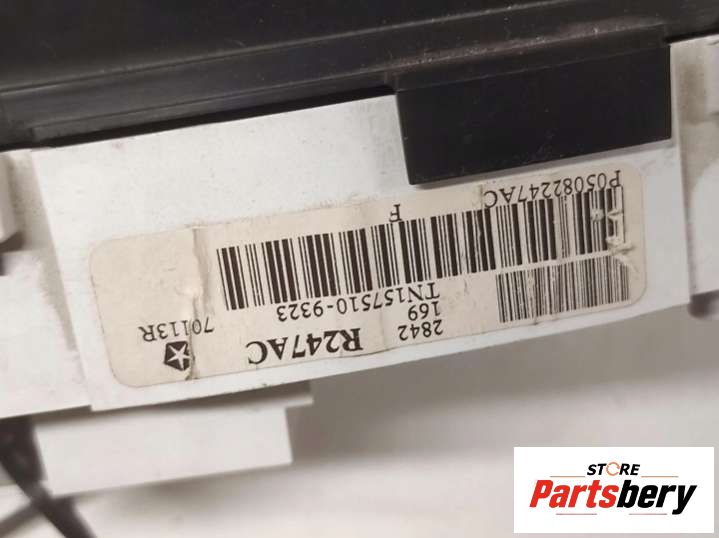 P05082247AC
F
TN157510-9323
169
2842
R247AC
70113R
STORE
Partsbery